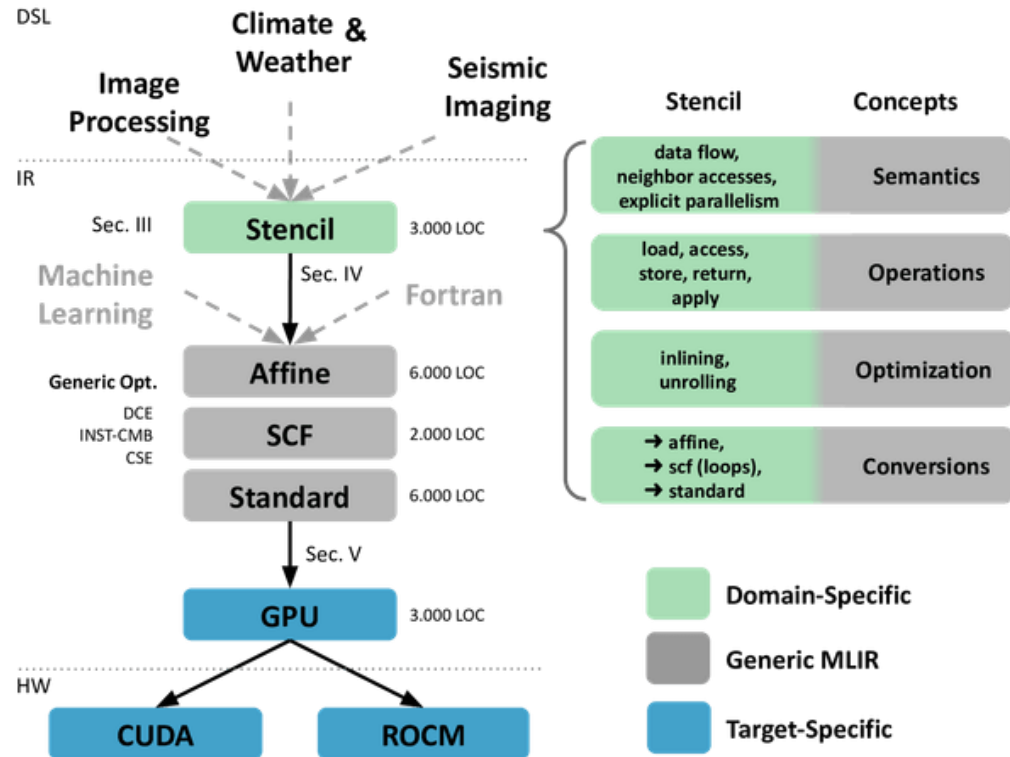 DSL
Climate &
Weather
Image
Processing
Seismic
Imaging
IR
Sec. III
Stencil
3.000 LOC
Sec. IV
Machine
Learning
Fortran
Affine
6.000 LOC
Generic Opt.
DCE
INST-CMB
CSE
SCF
2.000 LOC
Standard
6.000 LOC
Sec. V
GPU
3.000 LOC
HW
CUDA
ROCM
Stencil
Concepts
data flow,
neighbor accesses,
explicit parallelism
Semantics
load, access,
store, return,
apply
Operations
inlining,
unrolling
Optimization
➔ affine,
➔ scf (loops),
➔ standard
Conversions
Domain-Specific
Generic MLIR
Target-Specific